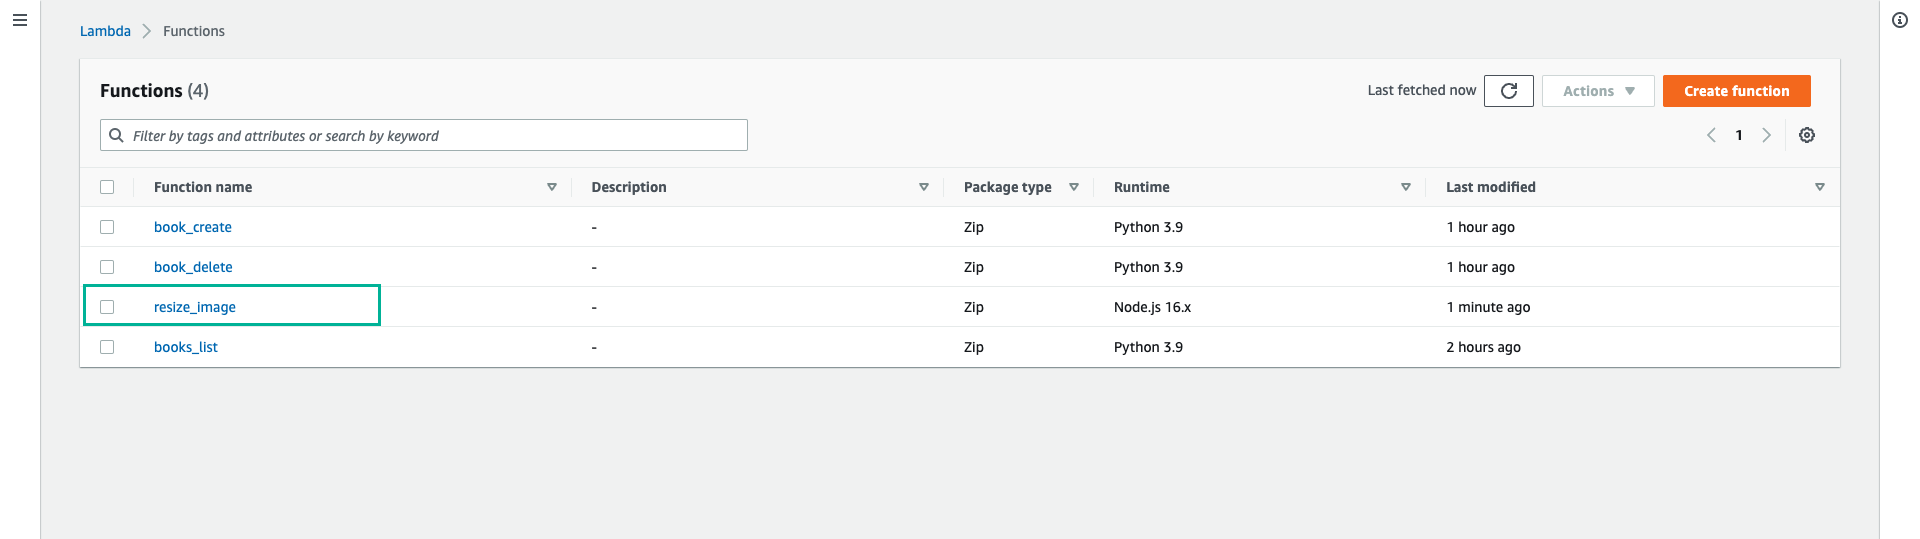 Lambda > Functions
Functions (4)
Last fetched now
Actions
Create function
Filter by tags and attributes or search by keyword
1
Function name Description Package type Runtime Last modified
book_create - Zip Python 3.9 1 hour ago
book_delete - Zip Python 3.9 1 hour ago
resize_image - Zip Node.js 16.x 1 minute ago
books_list - Zip Python 3.9 2 hours ago